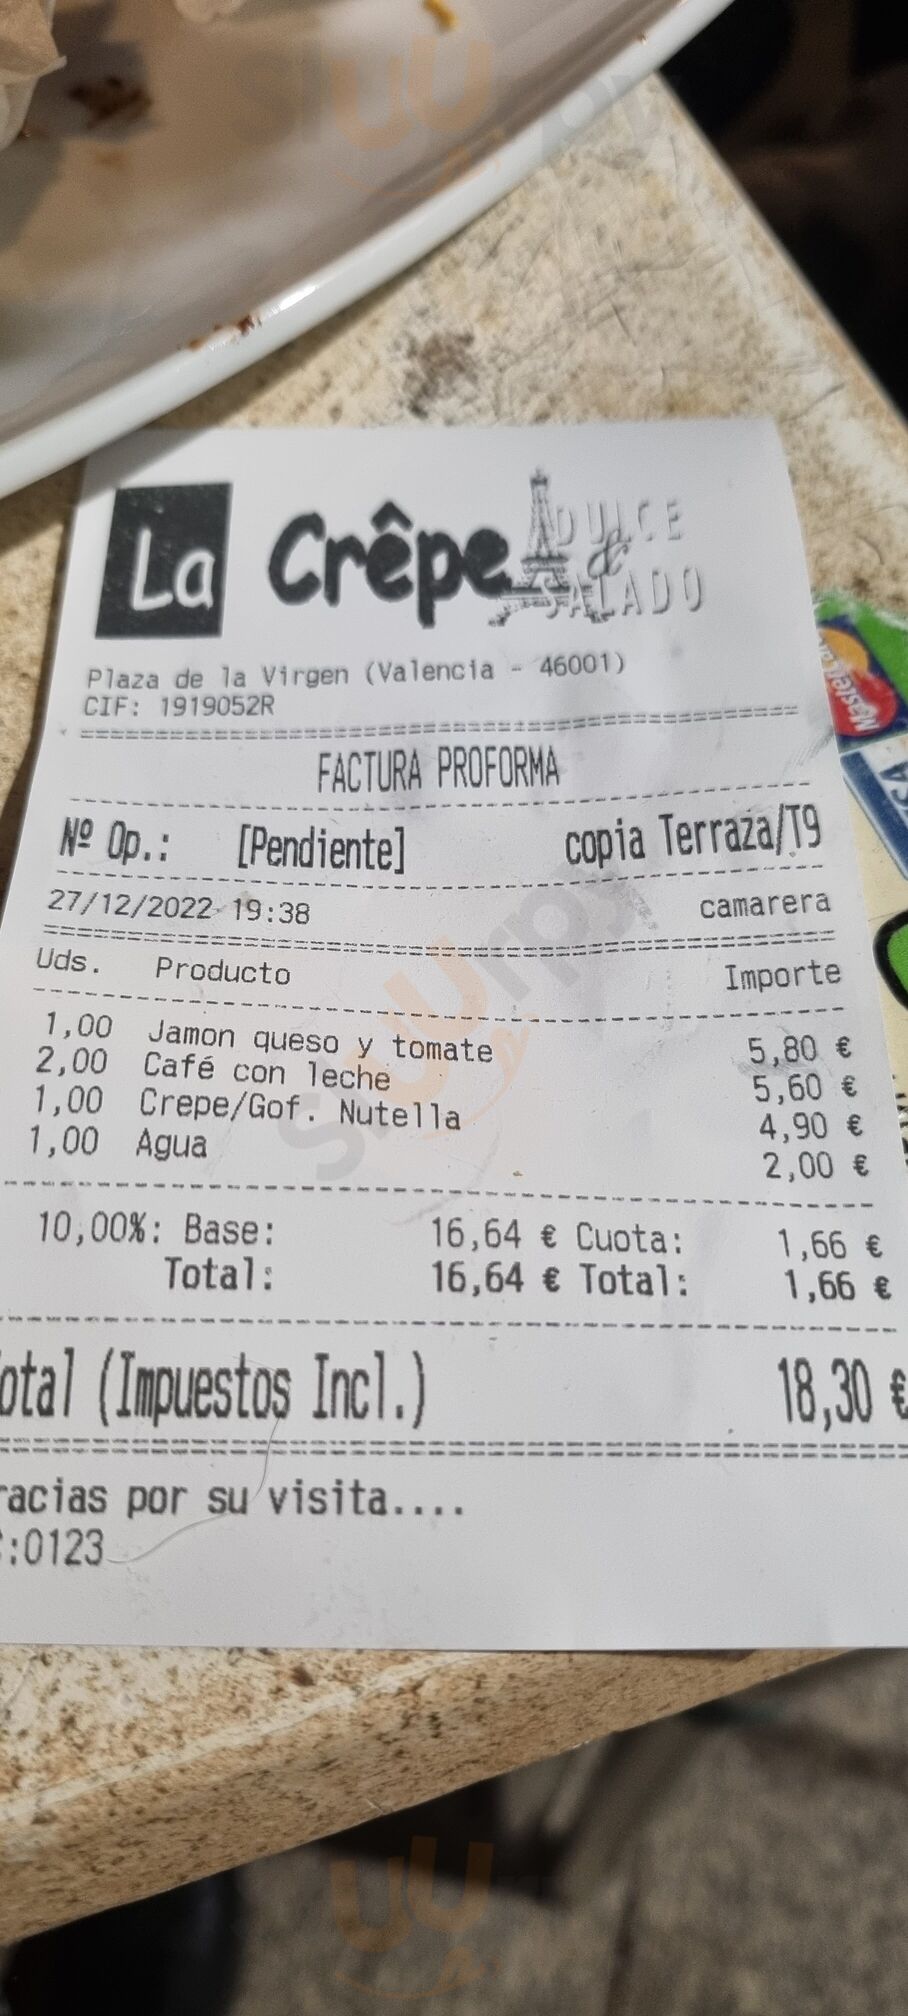 La Crêpe DULCE & SALADO
Plaza de la Virgen (Valencia - 46001)
CIF: 1919052R
FACTURA PROFORMA
Nº Op.: [Pendiente] copia Terraza/T9
27/12/2022 19:38 camarera
Uds. Producto Importe
1,00 Jamon queso y tomate 5,80 €
2,00 Café con leche 5,60 €
1,00 Crepe/Gof. Nutella 4,90 €
1,00 Agua 2,00 €
10,00%: Base: 16,64 € Cuota: 1,66 €
Total: 16,64 € Total: 1,66 €
otal (Impuestos Incl.) 18,30 €
racias por su visita....
:0123
MasterCard